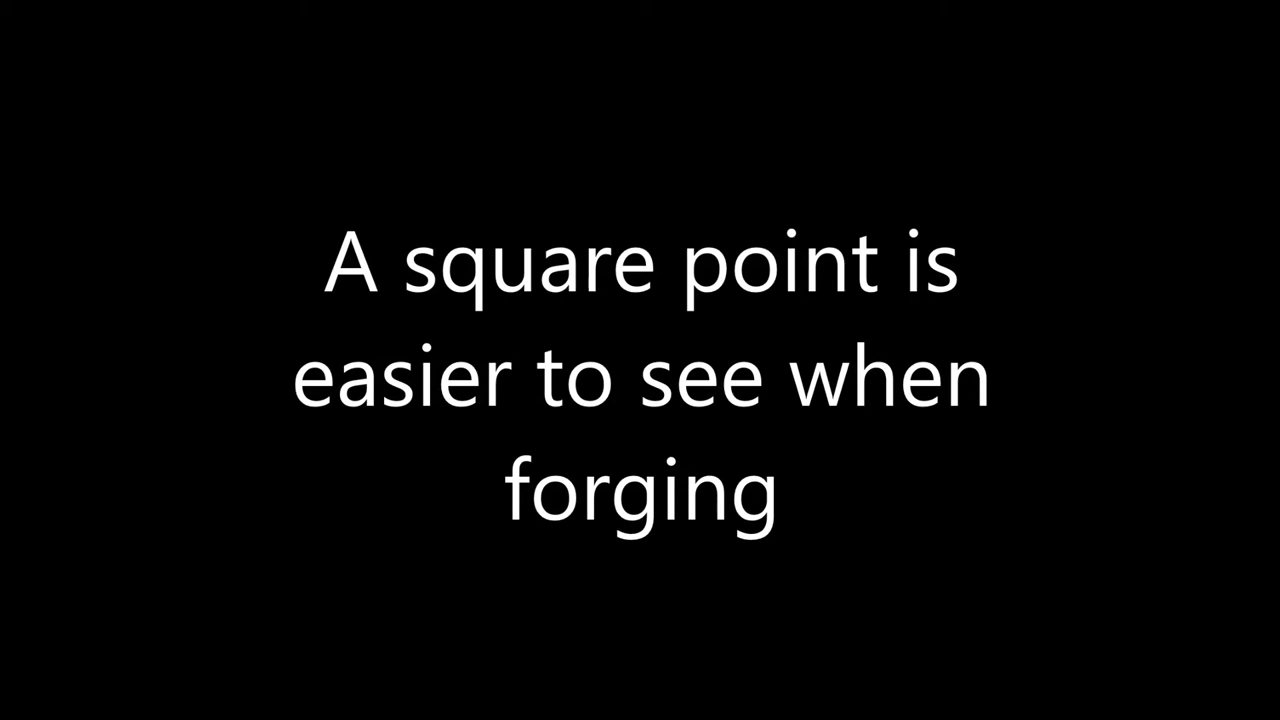 A square point is
easier to see when
forging